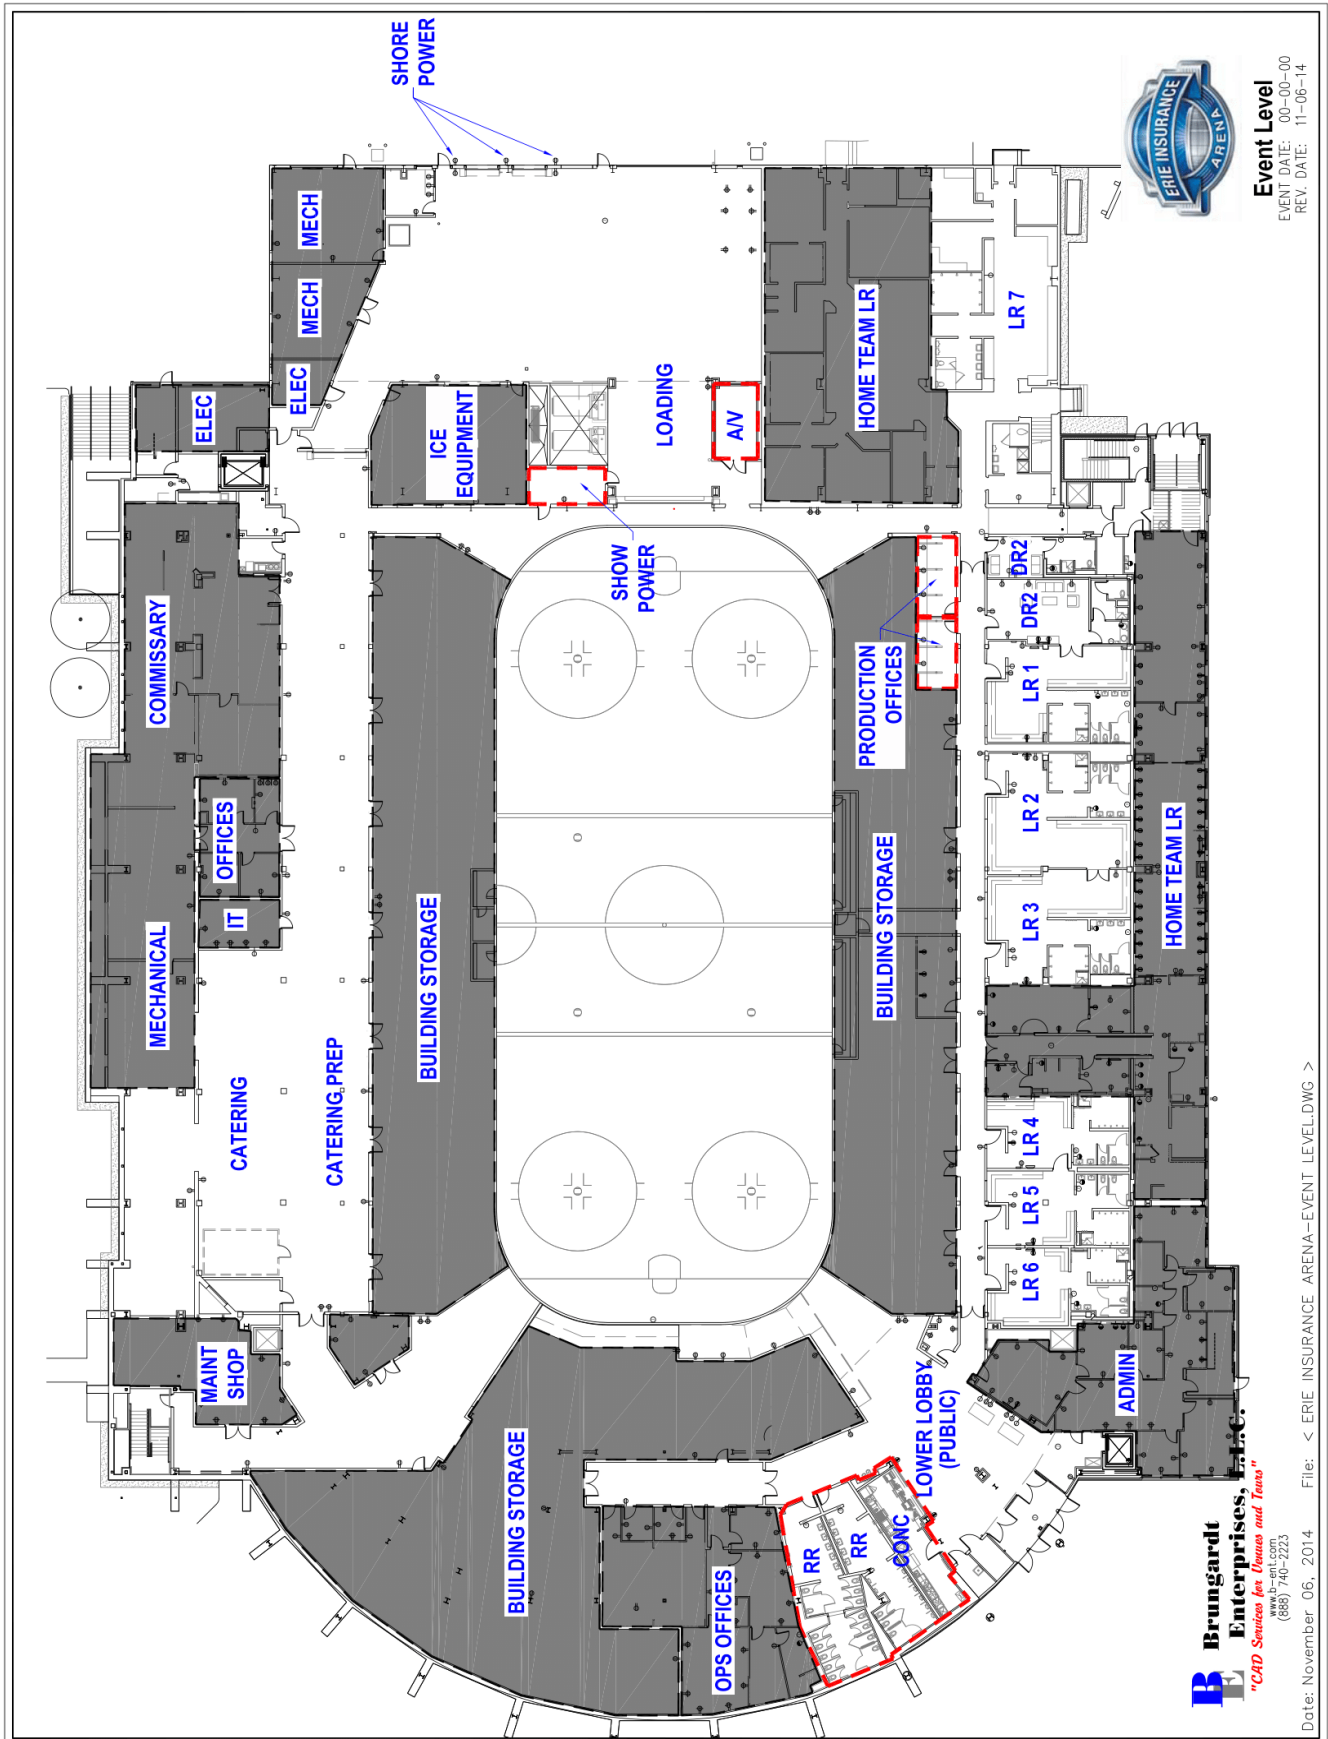 SHORE
POWER
MECH
MECH
ELEC
ELEC
ICE
EQUIPMENT
LOADING
A/V
HOME TEAM LR
LR 7
ERIE INSURANCE
ARENA
Event Level
EVENT DATE: 00-00-00
REV. DATE: 11-06-14
COMMISSARY
SHOW
POWER
PRODUCTION
OFFICES
DR2
DR2
LR 1
LR 2
LR 3
HOME TEAM LR
OFFICES
IT
MECHANICAL
BUILDING STORAGE
BUILDING STORAGE
CATERING
CATERING PREP
LR 4
LR 5
LR 6
MAINT
SHOP
BUILDING STORAGE
LOWER LOBBY
(PUBLIC)
ADMIN
OPS OFFICES
RR
RR
CONC
BE
Brungardt
Enterprises, L.L.C.
"CAD Services for Venues and Tours"
www.b-ent.com
(888) 740-2223
Date: November 06, 2014 File: < ERIE INSURANCE ARENA-EVENT LEVEL.DWG >